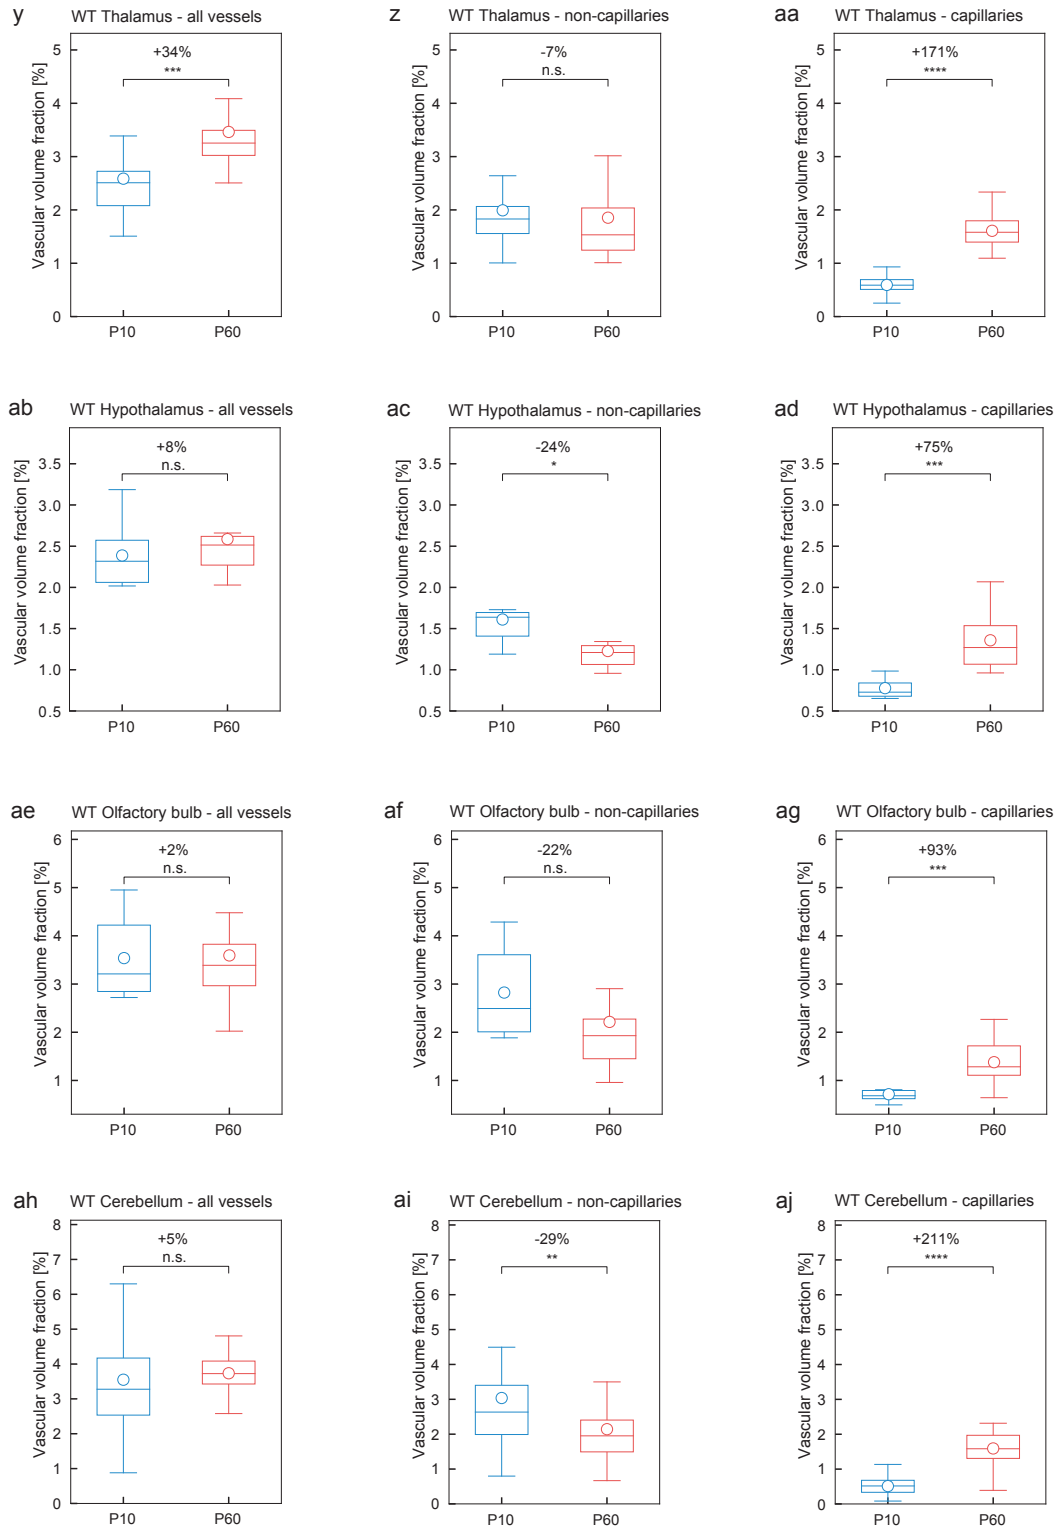 y WT Thalamus - all vessels
Vascular volume fraction [%]
5
4
3
2
1
0
+34%
***
P10 P60
z WT Thalamus - non-capillaries
Vascular volume fraction [%]
5
4
3
2
1
0
-7%
n.s.
P10 P60
aa WT Thalamus - capillaries
Vascular volume fraction [%]
5
4
3
2
1
0
+171%
****
P10 P60
ab WT Hypothalamus - all vessels
Vascular volume fraction [%]
3.5
3.0
2.5
2.0
1.5
1.0
0.5
+8%
n.s.
P10 P60
ac WT Hypothalamus - non-capillaries
Vascular volume fraction [%]
3.5
3.0
2.5
2.0
1.5
1.0
0.5
-24%
*
P10 P60
ad WT Hypothalamus - capillaries
Vascular volume fraction [%]
3.5
3.0
2.5
2.0
1.5
1.0
0.5
+75%
***
P10 P60
ae WT Olfactory bulb - all vessels
Vascular volume fraction [%]
6
5
4
3
2
1
+2%
n.s.
P10 P60
af WT Olfactory bulb - non-capillaries
Vascular volume fraction [%]
6
5
4
3
2
1
-22%
n.s.
P10 P60
ag WT Olfactory bulb - capillaries
Vascular volume fraction [%]
6
5
4
3
2
1
+93%
***
P10 P60
ah WT Cerebellum - all vessels
Vascular volume fraction [%]
8
7
6
5
4
3
2
1
0
+5%
n.s.
P10 P60
ai WT Cerebellum - non-capillaries
Vascular volume fraction [%]
8
7
6
5
4
3
2
1
0
-29%
**
P10 P60
aj WT Cerebellum - capillaries
Vascular volume fraction [%]
8
7
6
5
4
3
2
1
0
+211%
****
P10 P60